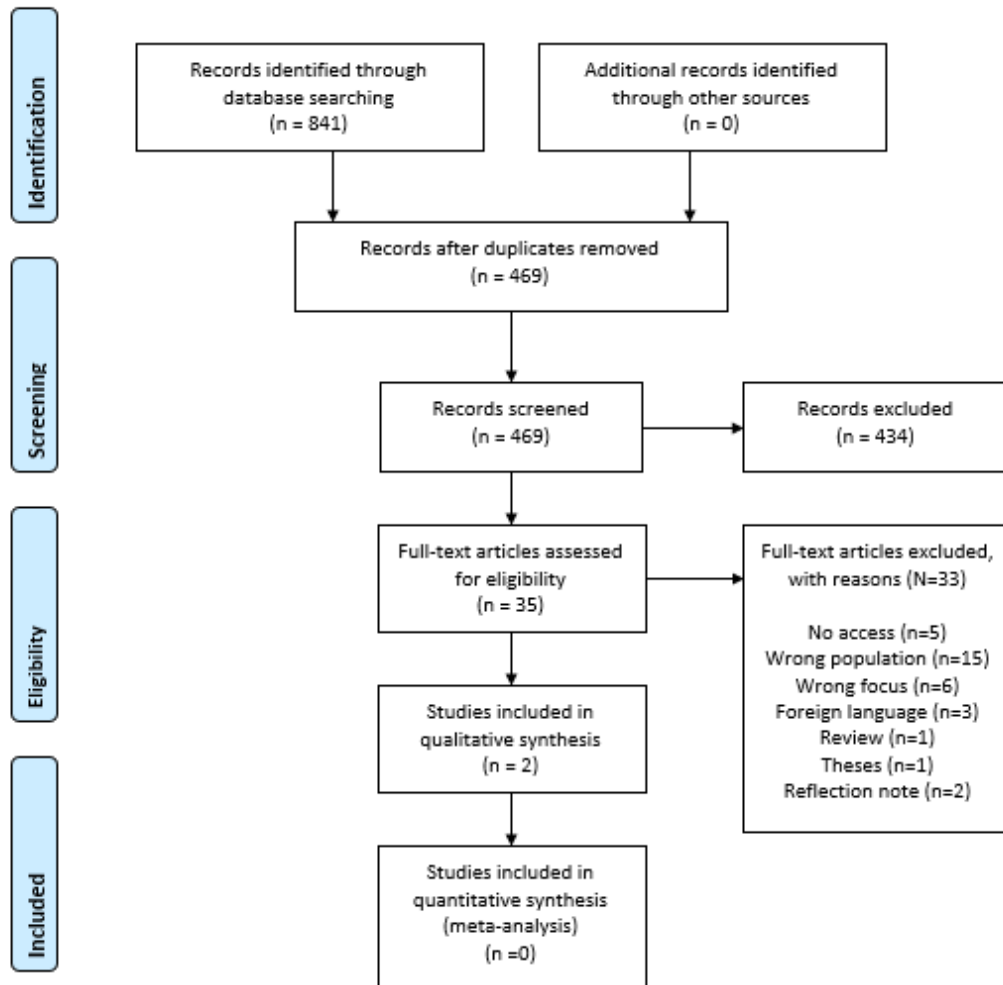 Identification
Records identified through
database searching
(n = 841)
Additional records identified
through other sources
(n = 0)
Records after duplicates removed
(n = 469)
Screening
Records screened
(n = 469)
Records excluded
(n = 434)
Eligibility
Full-text articles assessed
for eligibility
(n = 35)
Full-text articles excluded,
with reasons (N=33)
No access (n=5)
Wrong population (n=15)
Wrong focus (n=6)
Foreign language (n=3)
Review (n=1)
Theses (n=1)
Reflection note (n=2)
Studies included in
qualitative synthesis
(n = 2)
Included
Studies included in
quantitative synthesis
(meta-analysis)
(n =0)